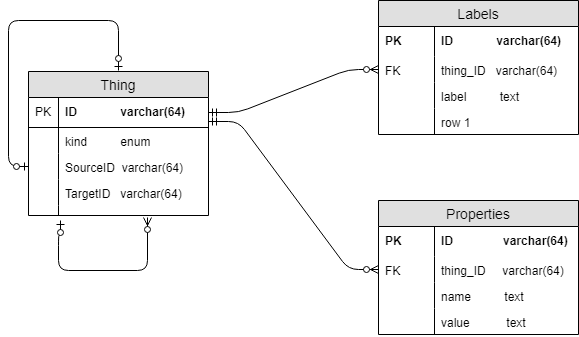 Thing
PK ID varchar(64)
kind enum
SourceID varchar(64)
TargetID varchar(64)
Labels
PK ID varchar(64)
FK thing_ID varchar(64)
label text
row 1
Properties
PK ID varchar(64)
FK thing_ID varchar(64)
name text
value text